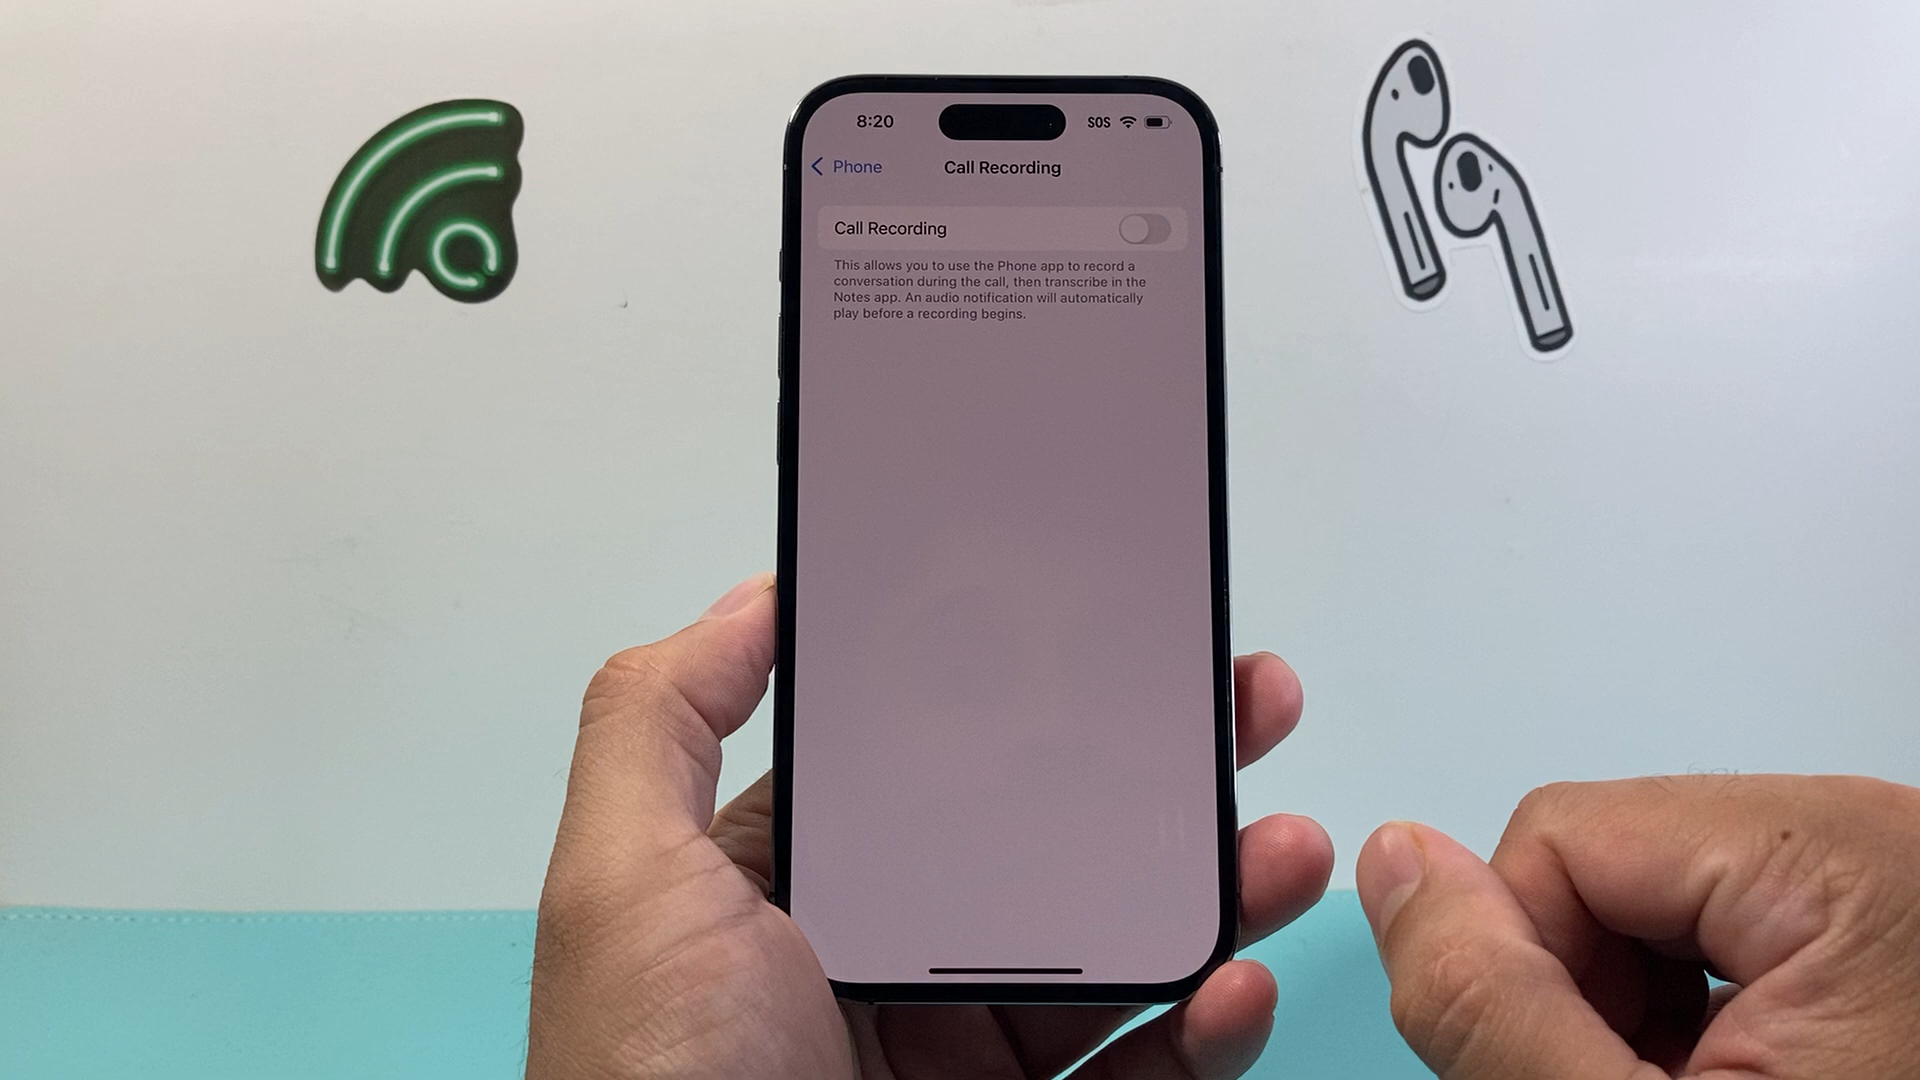 8:20 SOS
Phone Call Recording
Call Recording
This allows you to use the Phone app to record a
conversation during the call, then transcribe in the
Notes app. An audio notification will automatically
play before a recording begins.